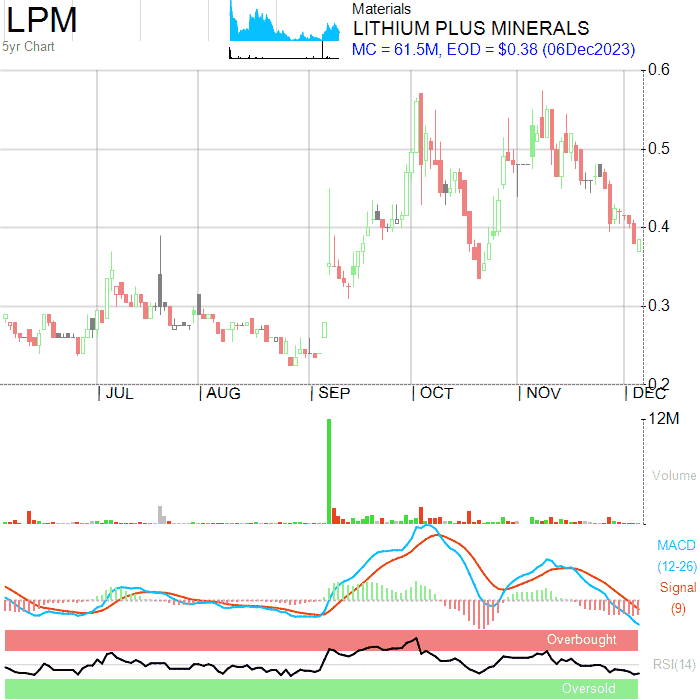 LPM
5yr Chart
Materials
LITHIUM PLUS MINERALS
MC = 61.5M, EOD = $0.38 (06Dec2023)
0.6
0.5
0.4
0.3
0.2
| JUL | AUG | SEP | OCT | NOV | DEC
12M
Volume
MACD
(12-26)
Signal
(9)
Overbought
RSI(14)
Oversold